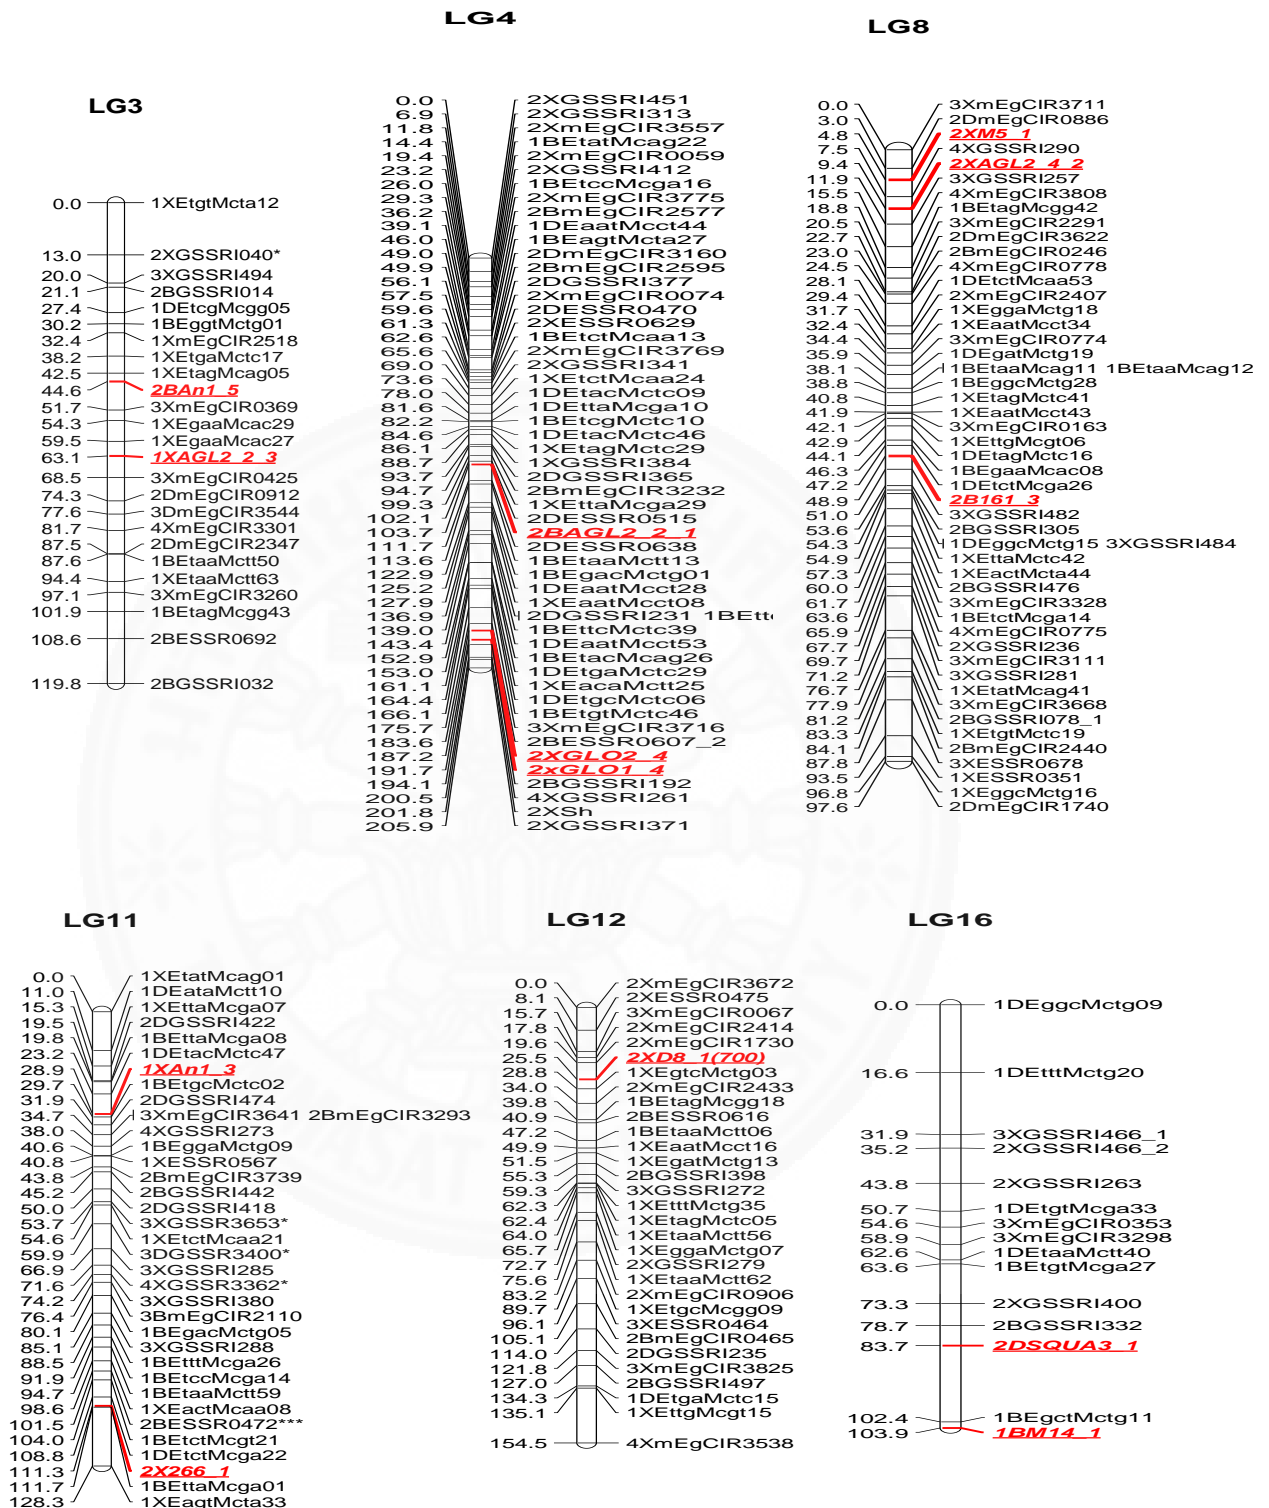 LG3
0.0 1XEtgtMcta12
13.0 2XGSSRI040*
20.0 3XGSSRI494
21.1 2BGSSRI014
27.4 1DEtcgMcgg05
30.2 1BEggtMctg01
32.4 1XmEgCIR2518
38.2 1XEtgaMctc17
42.5 1XEtagMcag05
44.6 2BAn1_5
51.7 3XmEgCIR0369
54.3 1XEgaaMcac29
59.5 1XEgaaMcac27
63.1 1XAGL2_2_3
68.5 3XmEgCIR0425
74.3 2DmEgCIR0912
77.6 3DmEgCIR3544
81.7 4XmEgCIR3301
87.5 2DmEgCIR2347
87.6 1BEtaaMctt50
94.4 1XEtaaMctt63
97.1 3XmEgCIR3260
101.9 1BEtagMcgg43
108.6 2BESSR0692
119.8 2BGSSRI032
LG4
0.0 2XGSSRI451
6.9 2XGSSRI313
11.8 2XmEgCIR3557
14.4 1BEtatMcag22
19.4 2XmEgCIR0059
23.2 2XGSSRI412
26.0 1BEtccMcga16
29.3 2XmEgCIR3775
36.2 2BmEgCIR2577
39.1 1DEaatMcct44
46.0 1BEagtMcta27
49.0 2DmEgCIR3160
49.9 2BmEgCIR2595
56.1 2DGSSRI377
57.5 2XmEgCIR0074
59.6 2DESSR0470
61.3 2XESSR0629
62.6 1BEtctMcaa13
65.6 2XmEgCIR3769
69.0 2XGSSRI341
73.6 1XEtctMcaa24
78.0 1DEtacMctc09
81.6 1DEttaMcga10
82.2 1BEtcgMctc10
84.6 1DEtacMctc46
86.1 1XEtagMctc29
88.7 1XGSSRI384
93.7 2DGSSRI365
94.7 2BmEgCIR3232
99.3 1XEttaMcga29
102.1 2DESSR0515
103.7 2BAGL2_2_1
111.7 2DESSR0638
113.6 1BEtaaMctt13
122.9 1BEgacMctg01
125.2 1DEaatMcct28
127.9 1XEaatMcct08
136.9 2DGSSRI231 1BEtt
139.0 1BEttcMctc39
143.4 1DEaatMcct53
152.9 1BEtacMcag26
153.0 1DEtgaMctc29
161.1 1XEacaMctt25
164.4 1DEtgcMctc06
166.1 1BEtgtMctc46
175.7 3XmEgCIR3716
183.6 2BESSR0607_2
187.2 2XGLO2_4
191.7 2xGLO1_4
194.1 2BGSSRI192
200.5 4XGSSRI261
201.8 2XSh
205.9 2XGSSRI371
LG8
0.0 3XmEgCIR3711
3.0 2DmEgCIR0886
4.8 2XM5_1
7.5 4XGSSRI290
9.4 2XAGL2_4_2
11.9 3XGSSRI257
15.5 4XmEgCIR3808
18.8 1BEtagMcgg42
20.5 3XmEgCIR2291
22.7 2DmEgCIR3622
23.0 2BmEgCIR0246
24.5 4XmEgCIR0778
28.1 1DEtctMcaa53
29.4 2XmEgCIR2407
31.7 1XEggaMctg18
32.4 1XEaatMcct34
34.4 3XmEgCIR0774
35.9 1DEgatMctg19
38.1 1BEtaaMcag11 1BEtaaMcag12
38.8 1BEggcMctg28
40.8 1XEtagMctc41
41.9 1XEaatMcct43
42.6 3XmEgCIR0163
42.9 1XEttgMcgt06
44.1 1DEtagMctc16
46.3 1BEgaaMcac08
47.2 1DEtctMcga26
48.9 2B161_3
51.0 3XGSSRI482
53.6 2BGSSRI305
54.3 1DEggcMctg15 3XGSSRI484
54.9 1XEttaMctc42
57.3 1XEactMcta44
60.0 2BGSSRI476
61.7 3XmEgCIR3328
63.6 1BEtctMcga14
65.9 4XmEgCIR0775
67.7 2XGSSRI236
69.7 3XmEgCIR3111
71.2 3XGSSRI281
76.7 1XEtatMcag41
77.9 3XmEgCIR3668
81.2 2BGSSRI078_1
83.3 1XEtgtMctc19
84.1 2BmEgCIR2440
87.8 3XESSR0678
93.5 1XESSR0351
96.8 1XEggcMctg16
97.6 2DmEgCIR1740
LG11
0.0 1XEtatMcag01
11.0 1DEataMctt10
15.3 1XEttaMcga07
19.5 2DGSSRI422
19.8 1BEttaMcga08
23.2 1DEtacMctc47
28.9 1XAn1_3
29.7 1BEtgcMctc02
31.9 2DGSSRI474
34.7 3XmEgCIR3641 2BmEgCIR3293
38.0 4XGSSRI273
40.6 1BEggaMctg09
40.8 1XESSR0567
43.8 2BmEgCIR3739
45.2 2BGSSRI442
50.0 2DGSSRI418
53.7 3XGSSR3653*
54.6 1XEtctMcaa21
59.9 3DGSSR3400*
66.9 3XGSSRI285
71.6 4XGSSR3362*
74.2 3XGSSRI380
76.4 3BmEgCIR2110
80.1 1BEgacMctg05
85.1 3XGSSRI288
88.5 1BEtttMcga26
91.9 1BEtccMcga14
94.7 1BEtaaMctt59
98.6 1XEactMcaa08
101.5 2BESSR0472***
104.0 1BEtctMcgt21
108.8 1DEtctMcga22
111.3 2X266_1
111.7 1BEttaMcga01
128.3 1XEagtMcta33
LG12
0.0 2XmEgCIR3672
8.1 2XESSR0475
15.7 3XmEgCIR0067
17.8 2XmEgCIR2414
19.6 2XmEgCIR1730
25.5 2XD8_1(700)
28.8 1XEgtcMctg03
34.0 2XmEgCIR2433
39.8 1BEtagMcgg18
40.9 2BESSR0616
47.2 1BEtaaMctt06
49.9 1XEaatMcct16
51.5 1XEgatMctg13
55.3 2BGSSRI398
59.3 3XGSSRI272
62.3 1XEtttMctg35
62.4 1XEtagMctc05
64.0 1XEtaaMctt56
65.7 1XEggaMctg07
72.7 2XGSSRI279
75.6 1XEtaaMctt62
83.2 2XmEgCIR0906
89.7 1XEtgcMcgg09
96.1 3XESSR0464
105.1 2BmEgCIR0465
114.0 2DGSSRI235
121.8 3XmEgCIR3825
127.0 2BGSSRI497
134.3 1DEtgaMctc15
135.1 1XEttgMcgt15
154.5 4XmEgCIR3538
LG16
0.0 1DEggcMctg09
16.6 1DEtttMctg20
31.9 3XGSSRI466_1
35.2 2XGSSRI466_2
43.8 2XGSSRI263
50.7 1DEtgtMcga33
54.6 3XmEgCIR0353
58.9 3XmEgCIR3298
62.6 1DEtaaMctt40
63.6 1BEtgtMcga27
73.3 2XGSSRI400
78.7 2BGSSRI332
83.7 2DSQUA3_1
102.4 1BEgctMctg11
103.9 1BM14_1